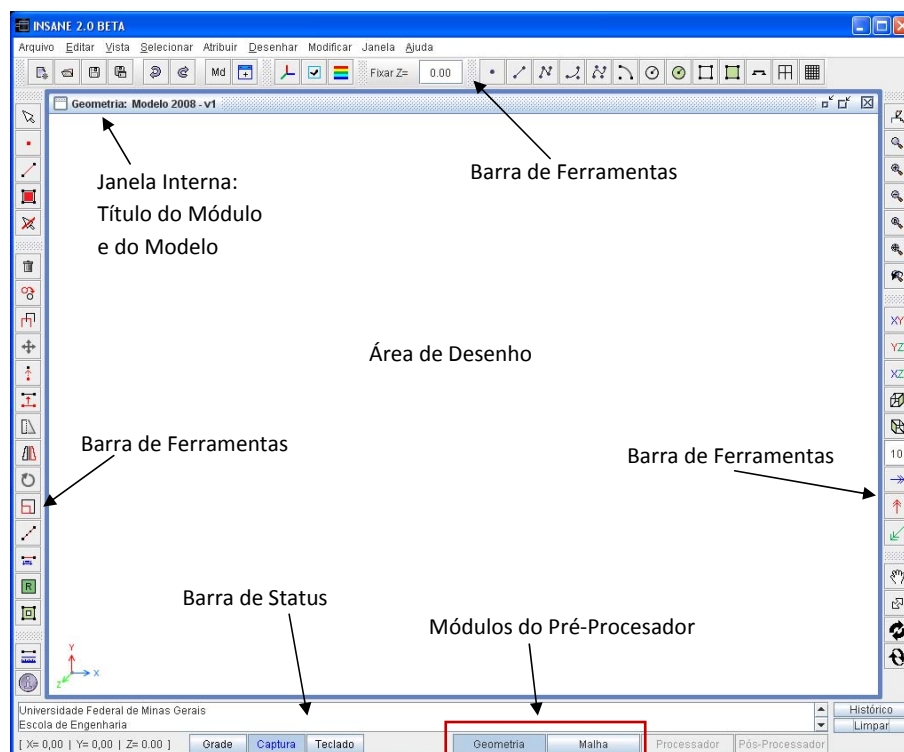 INSANE 2.0 BETA
Arquivo Editar Vista Selecionar Atribuir Desenhar Modificar Janela Ajuda
Md Fixar Z= 0.00
Geometria: Modelo 2008 - v1
Janela Interna:
Título do Módulo
e do Modelo
Barra de Ferramentas
Área de Desenho
XY
YZ
XZ
10
Barra de Ferramentas
Barra de Ferramentas
R
Barra de Status
Módulos do Pré-Procesador
Y
X
Z
Universidade Federal de Minas Gerais
Escola de Engenharia
Histórico
Limpar
[ X= 0,00 | Y= 0,00 | Z= 0.00 ] Grade Captura Teclado Geometria Malha Processador Pós-Processador